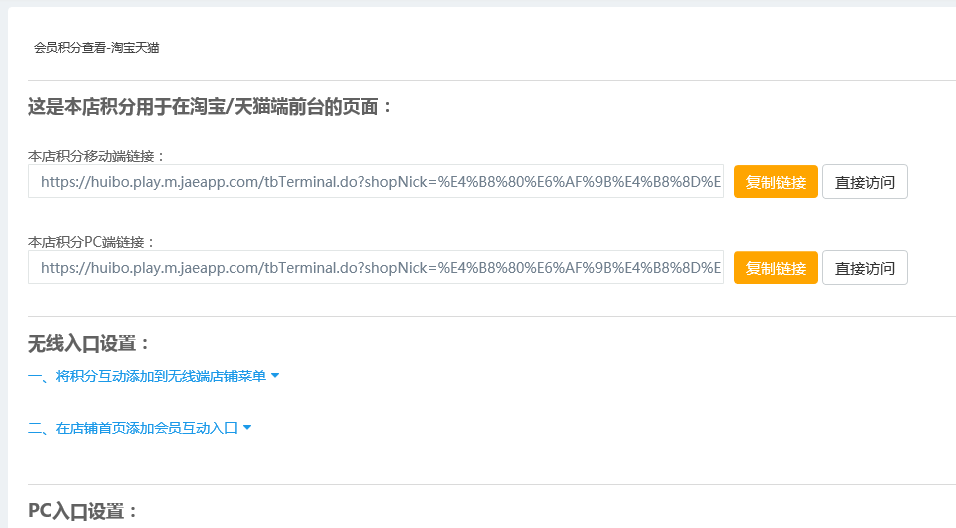 会员积分查看-淘宝天猫
这是本店积分用于在淘宝/天猫端前台的页面：
本店积分移动端链接：
https://huibo.play.m.jaeapp.com/tbTerminal.do?shopNick=%E4%B8%80%E6%AF%9B%E4%B8%8D%E 复制链接 直接访问
本店积分PC端链接：
https://huibo.play.m.jaeapp.com/tbTerminal.do?shopNick=%E4%B8%80%E6%AF%9B%E4%B8%8D%E 复制链接 直接访问
无线入口设置：
一、将积分互动添加到无线端店铺菜单
二、在店铺首页添加会员互动入口
PC入口设置：